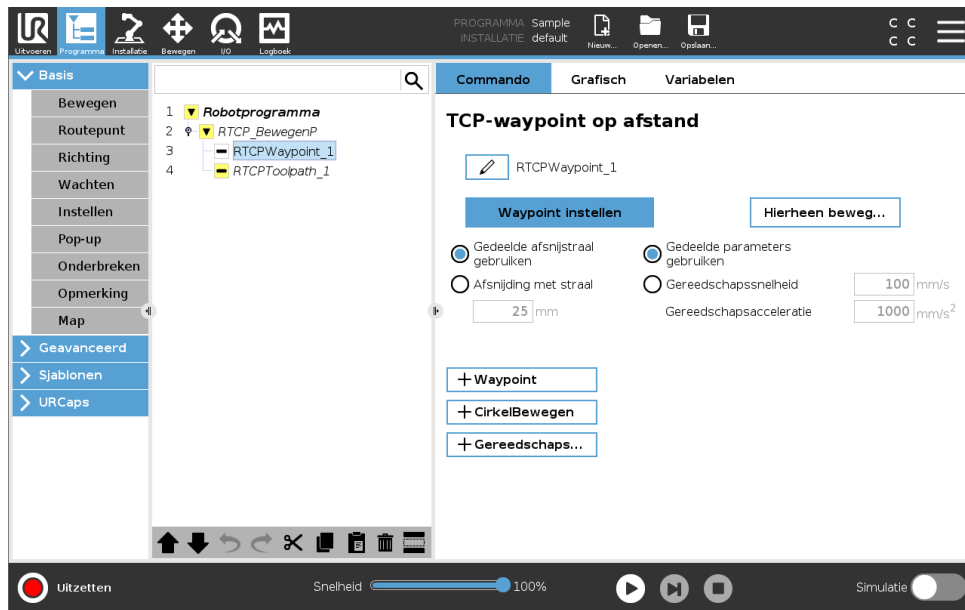 PROGRAMMA Sample
INSTALLATIE default
UR
Uitvoeren
Programma
Installatie
Bewegen
I/O
Logboek
Nieuw...
Openen...
Opslaan...
C C
C C
Basis
Bewegen
Routepunt
Richting
Wachten
Instellen
Pop-up
Onderbreken
Opmerking
Map
Geavanceerd
Sjablonen
URCaps
1 Robotprogramma
2 RTCP_BewegenP
3 RTCPWaypoint_1
4 RTCPToolpath_1
Commando
Grafisch
Variabelen
TCP-waypoint op afstand
RTCPWaypoint_1
Waypoint instellen
Hierheen beweg...
Gedeelde afsnijstraal
gebruiken
Gedeelde parameters
gebruiken
Afsnijding met straal
Gereedschapssnelheid
100 mm/s
25 mm
Gereedschapsacceleratie
1000 mm/s²
+Waypoint
+CirkelBewegen
+Gereedschaps...
Uitzetten
Snelheid
100%
Simulatie